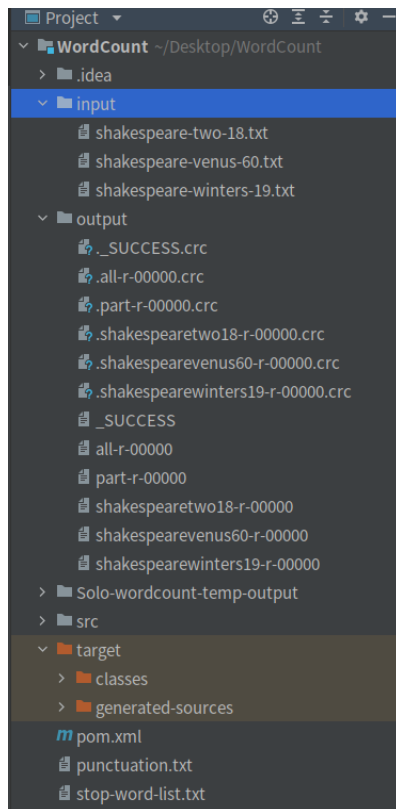 Project
WordCount ~/Desktop/WordCount
.idea
input
shakespeare-two-18.txt
shakespeare-venus-60.txt
shakespeare-winters-19.txt
output
._SUCCESS.crc
.all-r-00000.crc
.part-r-00000.crc
.shakespearetwo18-r-00000.crc
.shakespearevenus60-r-00000.crc
.shakespearewinters19-r-00000.crc
_SUCCESS
all-r-00000
part-r-00000
shakespearetwo18-r-00000
shakespearevenus60-r-00000
shakespearewinters19-r-00000
Solo-wordcount-temp-output
src
target
classes
generated-sources
m pom.xml
punctuation.txt
stop-word-list.txt